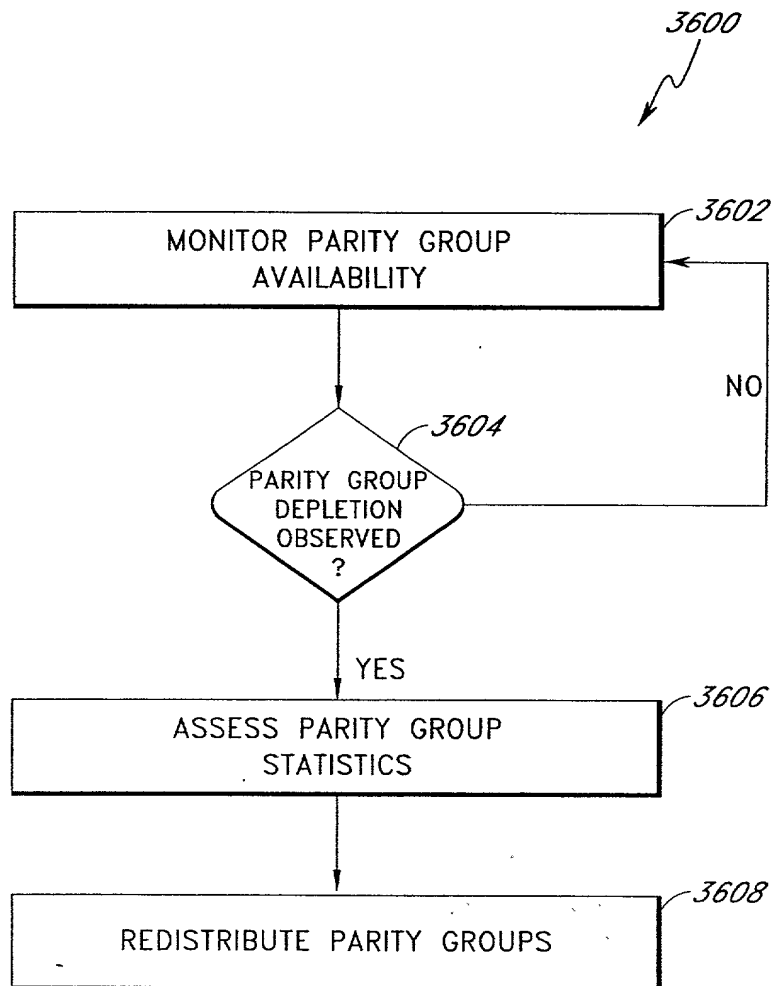 3600
3602
MONITOR PARITY GROUP
AVAILABILITY
NO
3604
PARITY GROUP
DEPLETION
OBSERVED
?
YES
3606
ASSESS PARITY GROUP
STATISTICS
3608
REDISTRIBUTE PARITY GROUPS